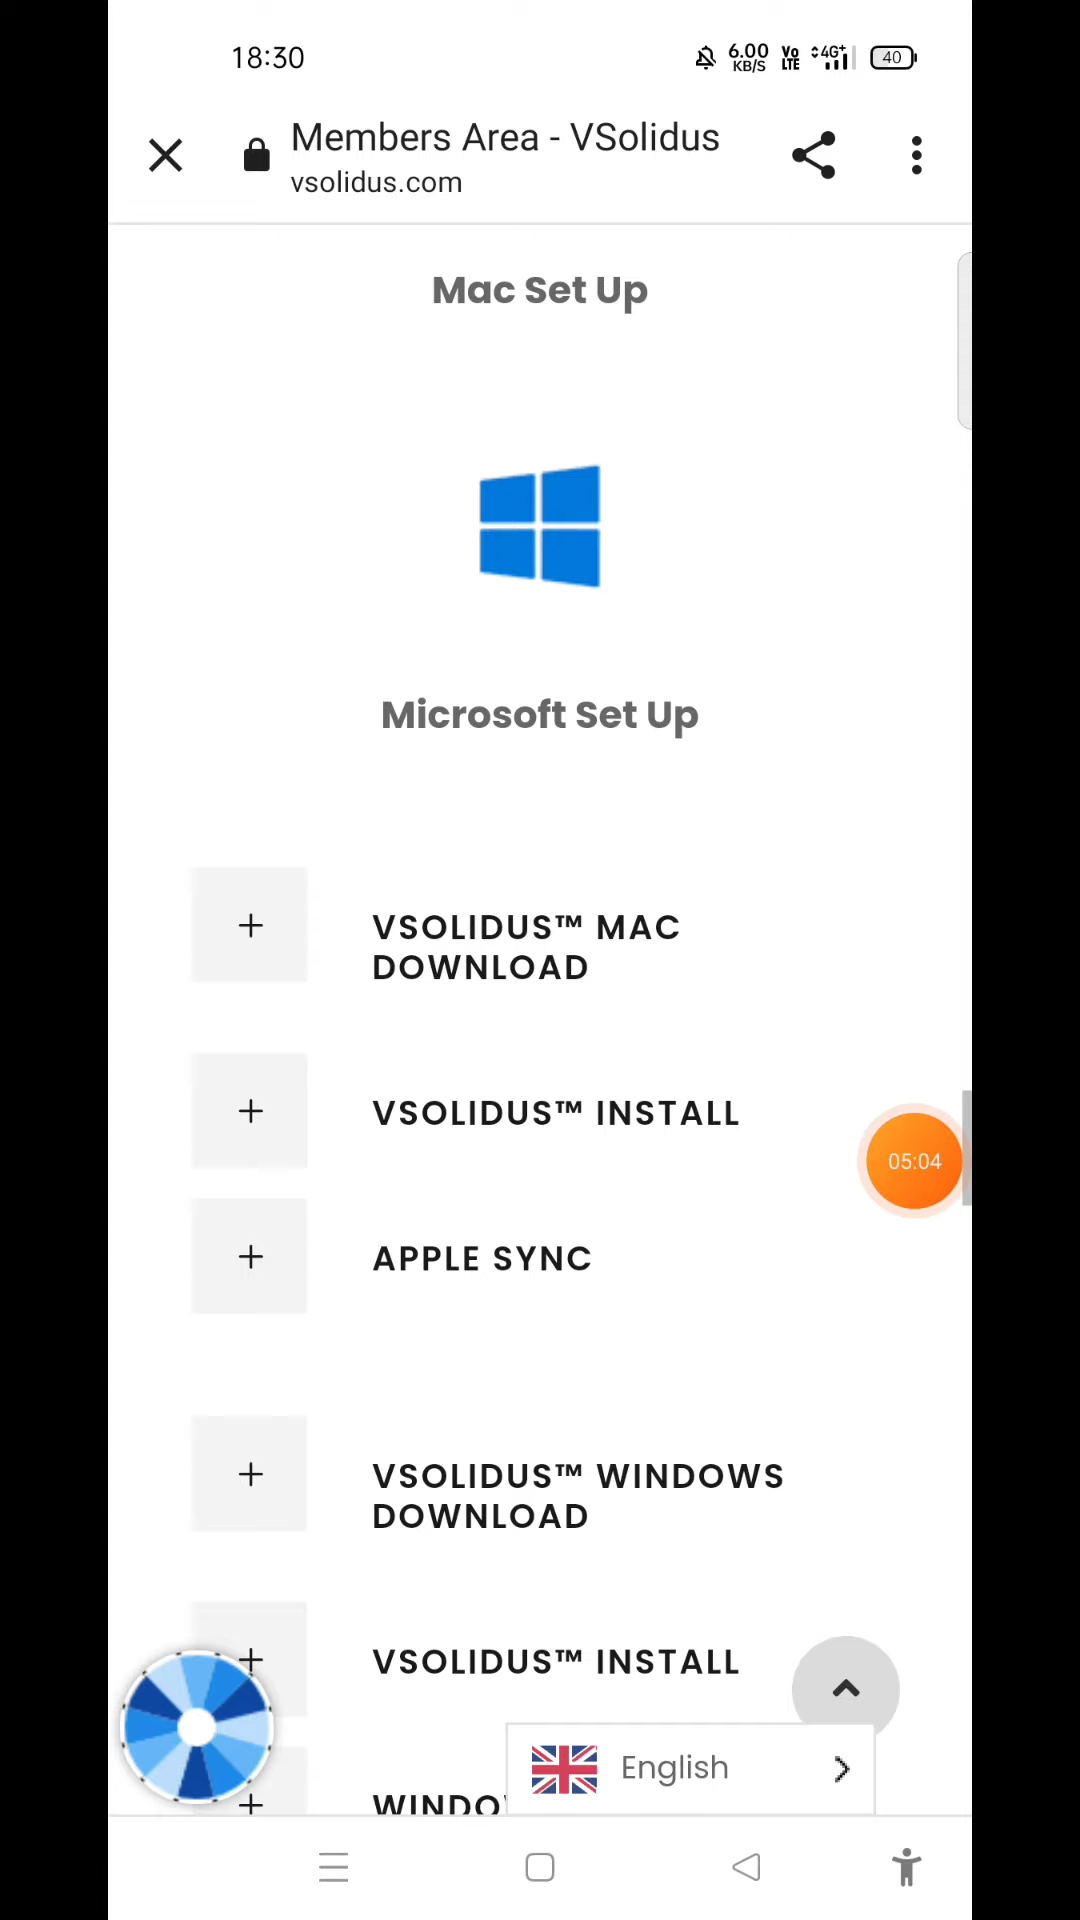 18:30
6.00
KB/S
Vo
LTE
4G+
40
Members Area - VSolidus
vsolidus.com
Mac Set Up
Microsoft Set Up
+
VSOLIDUS™ MAC
DOWNLOAD
+
VSOLIDUS™ INSTALL
05:04
+
APPLE SYNC
+
VSOLIDUS™ WINDOWS
DOWNLOAD
+
VSOLIDUS™ INSTALL
English
+